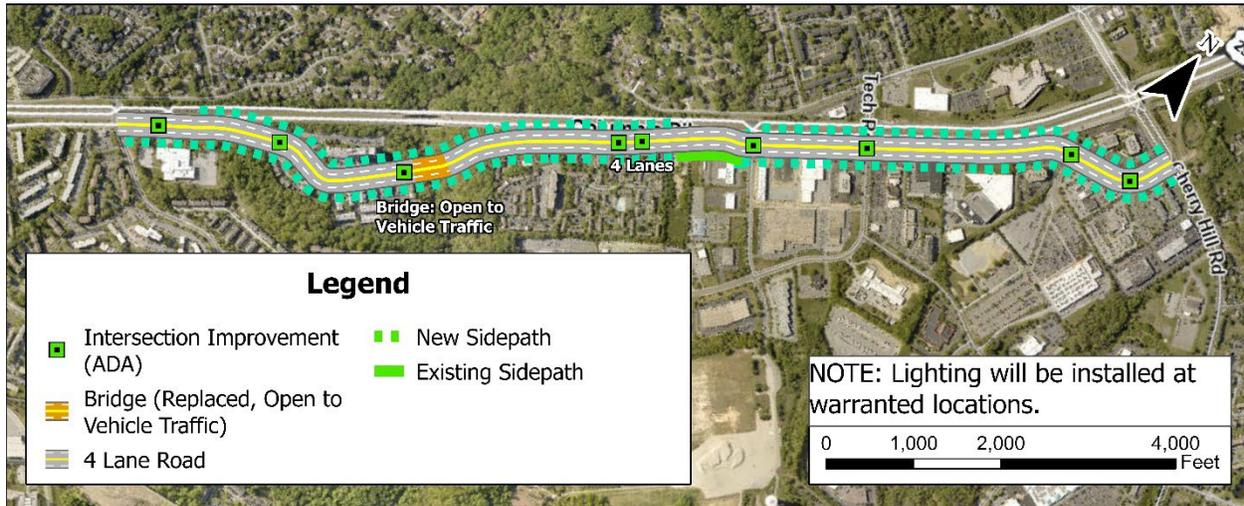 N
Tech P
4 Lanes
Bridge: Open to
Vehicle Traffic
Cherry Hill Rd
Legend
Intersection Improvement
(ADA)
Bridge (Replaced, Open to
Vehicle Traffic)
4 Lane Road
New Sidepath
Existing Sidepath
NOTE: Lighting will be installed at
warranted locations.
0 1,000 2,000 4,000
Feet